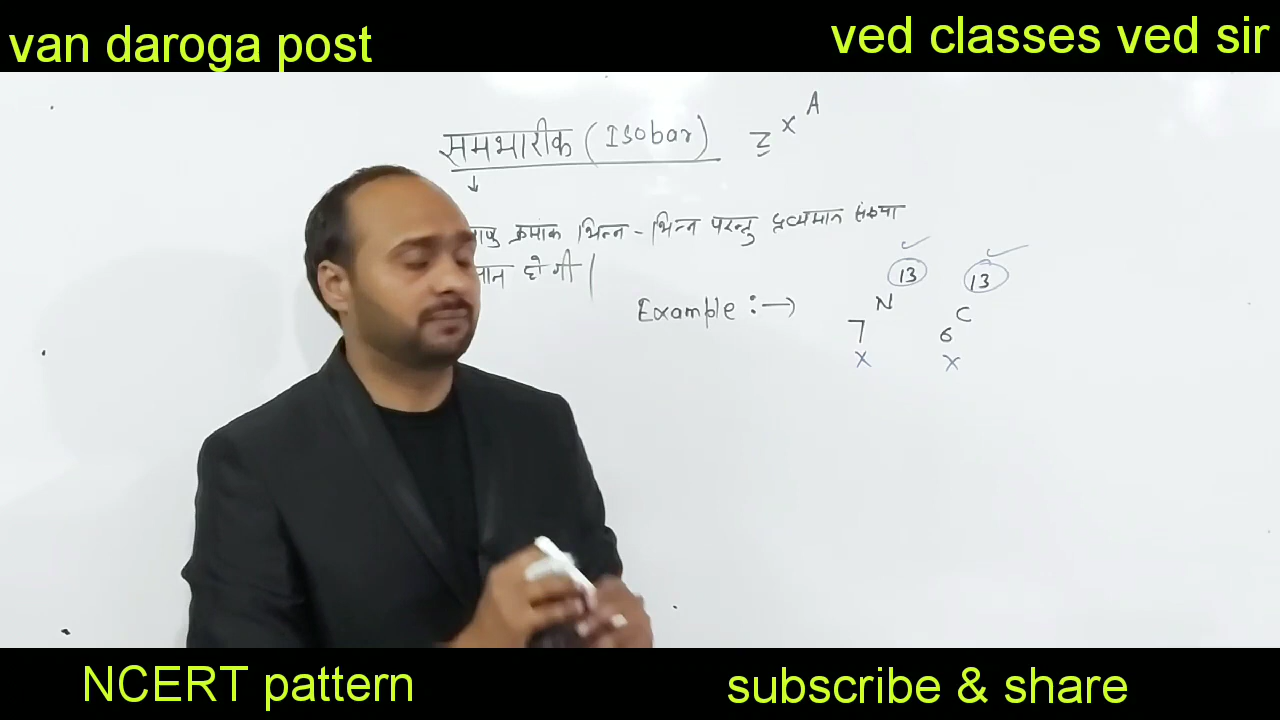 van daroga post
ved classes ved sir
समभारीक (Isobar) Z X A
क्रमांक भिन्न - भिन्न परन्तु द्रव्यमान संख्या
हो गी |
Example :→ 7 N 13 6 C 13
x x
NCERT pattern
subscribe & share